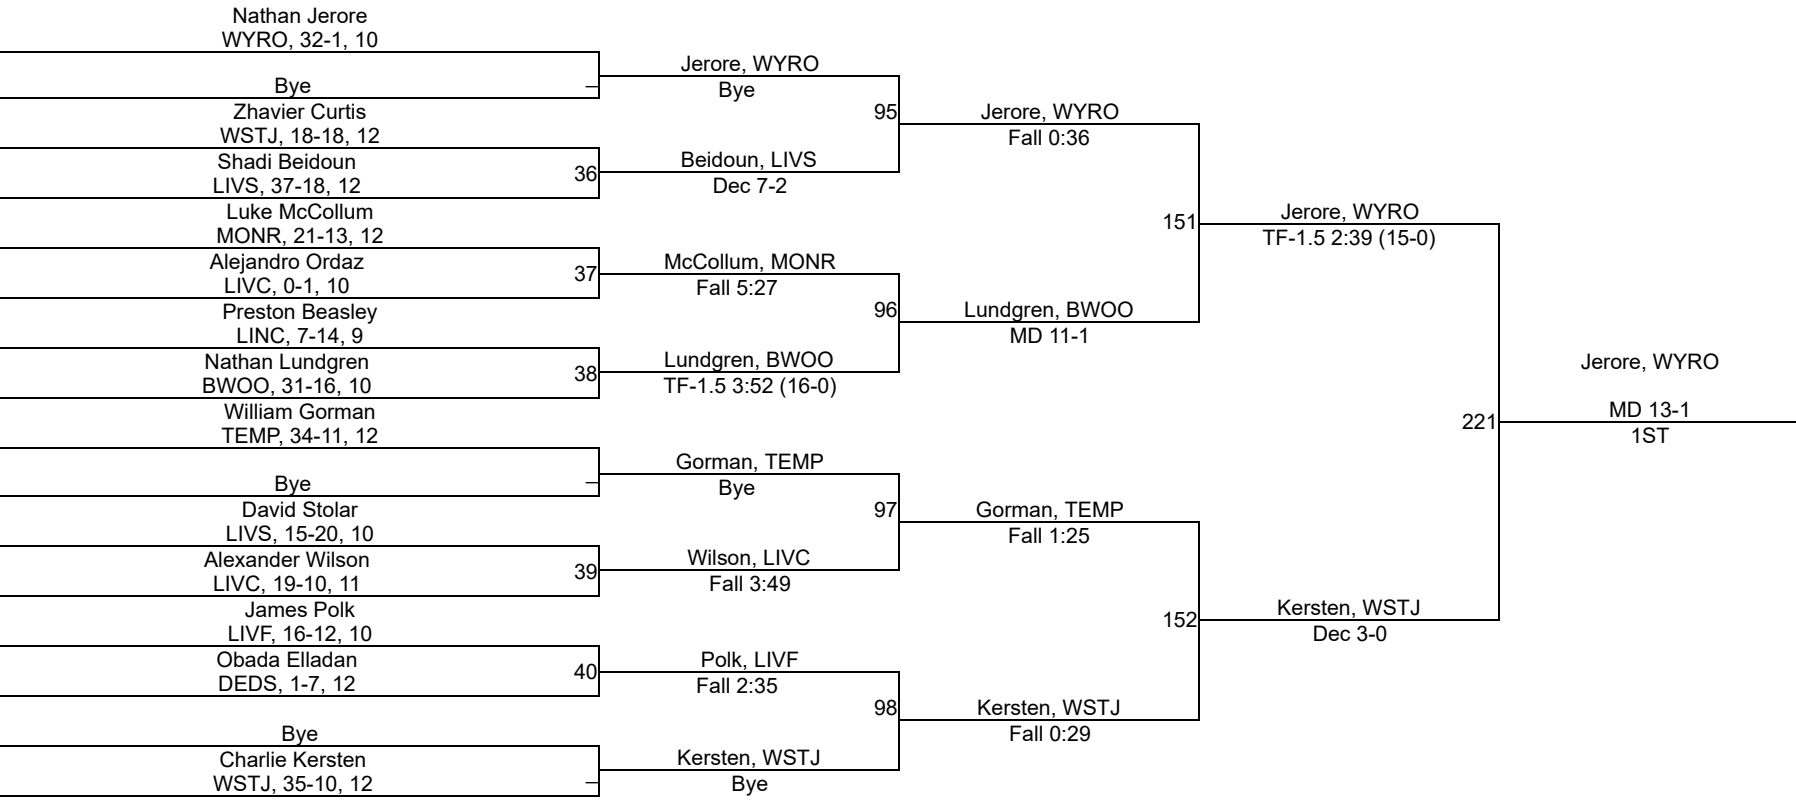 Nathan Jerore
WYRO, 32-1, 10
Bye
–
Zhavier Curtis
WSTJ, 18-18, 12
Shadi Beidoun
LIVS, 37-18, 12
36
Luke McCollum
MONR, 21-13, 12
Alejandro Ordaz
LIVC, 0-1, 10
37
Preston Beasley
LINC, 7-14, 9
Nathan Lundgren
BWOO, 31-16, 10
38
William Gorman
TEMP, 34-11, 12
Bye
–
David Stolar
LIVS, 15-20, 10
Alexander Wilson
LIVC, 19-10, 11
39
James Polk
LIVF, 16-12, 10
Obada Elladan
DEDS, 1-7, 12
40
Bye
Charlie Kersten
WSTJ, 35-10, 12
–
Jerore, WYRO
Bye
95
Beidoun, LIVS
Dec 7-2
McCollum, MONR
Fall 5:27
96
Lundgren, BWOO
TF-1.5 3:52 (16-0)
Gorman, TEMP
Bye
97
Wilson, LIVC
Fall 3:49
Polk, LIVF
Fall 2:35
98
Kersten, WSTJ
Bye
Jerore, WYRO
Fall 0:36
151
Lundgren, BWOO
MD 11-1
Gorman, TEMP
Fall 1:25
152
Kersten, WSTJ
Fall 0:29
Jerore, WYRO
TF-1.5 2:39 (15-0)
221
Kersten, WSTJ
Dec 3-0
Jerore, WYRO
MD 13-1
1ST